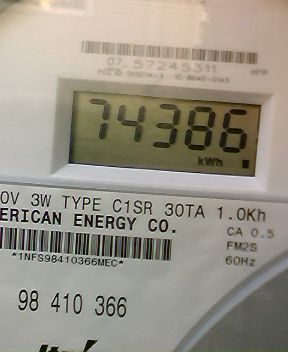 07. 57245311
74386
kWh
0V 3W TYPE C1SR 30TA 1.0Kh
ERICAN ENERGY CO.
CA 0.5
FM2S
*1NFS98410366MEC*
60Hz
98 410 366